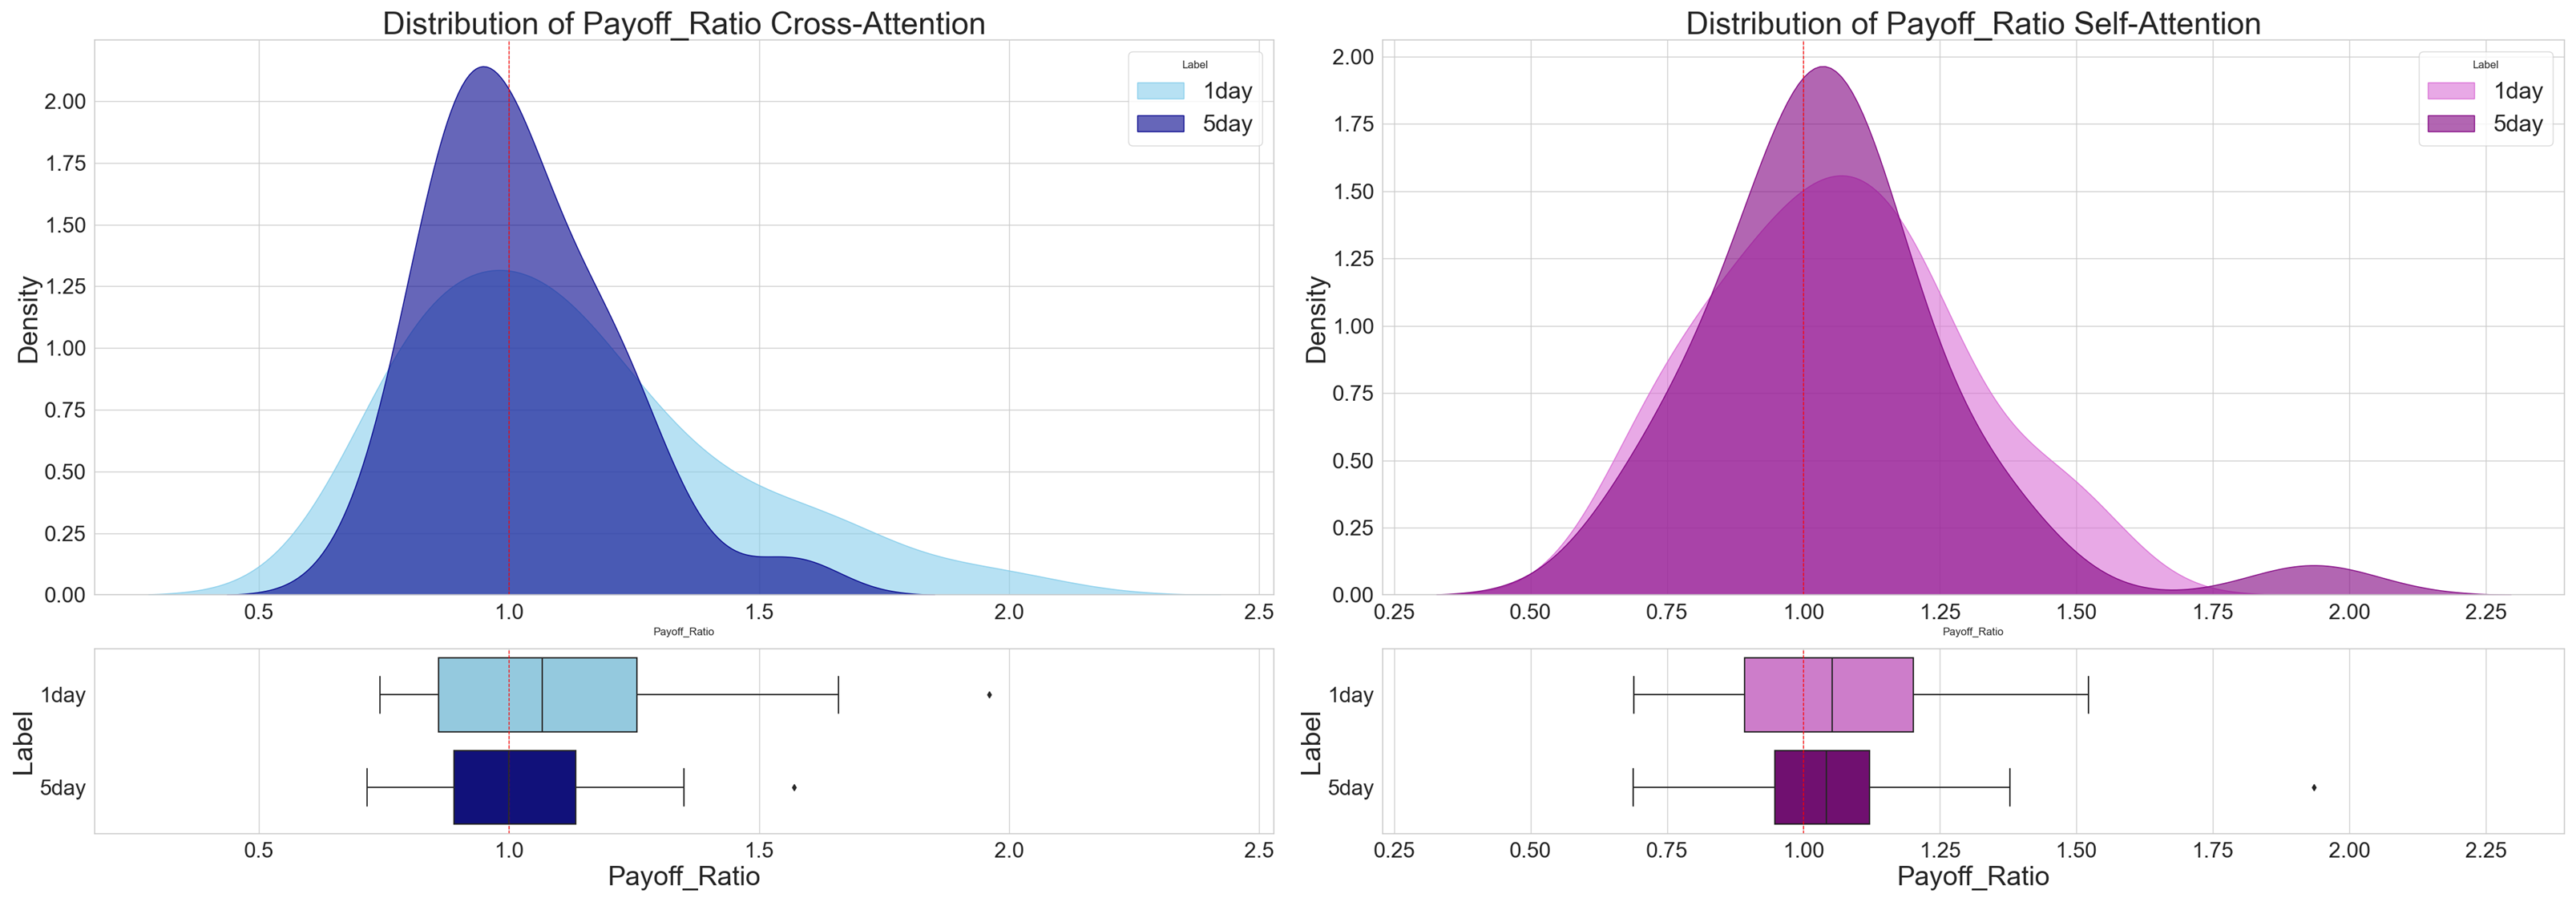 Distribution of Payoff_Ratio Cross-Attention
Label
1day
5day
Density
2.00
1.75
1.50
1.25
1.00
0.75
0.50
0.25
0.00
0.5 1.0 1.5 2.0 2.5
Payoff_Ratio
Label
1day
5day
0.5 1.0 1.5 2.0 2.5
Payoff_Ratio
Distribution of Payoff_Ratio Self-Attention
Label
1day
5day
Density
2.00
1.75
1.50
1.25
1.00
0.75
0.50
0.25
0.00
0.25 0.50 0.75 1.00 1.25 1.50 1.75 2.00 2.25
Payoff_Ratio
Label
1day
5day
0.25 0.50 0.75 1.00 1.25 1.50 1.75 2.00 2.25
Payoff_Ratio